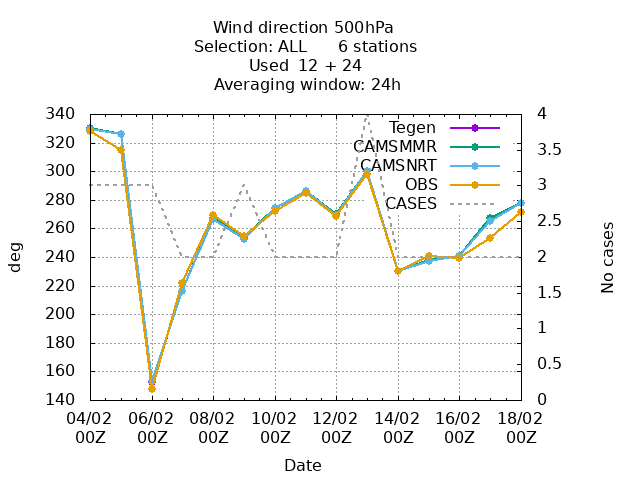 Wind direction 500hPa
Selection: ALL 6 stations
Used 12 + 24
Averaging window: 24h
340
320
300
280
260
240
220
200
180
160
140
deg
4
3.5
3
2.5
2
1.5
1
0.5
0
No cases
Tegen
CAMSMMR
CAMSNRT
OBS
CASES
04/02 06/02 08/02 10/02 12/02 14/02 16/02 18/02
00Z 00Z 00Z 00Z 00Z 00Z 00Z 00Z
Date